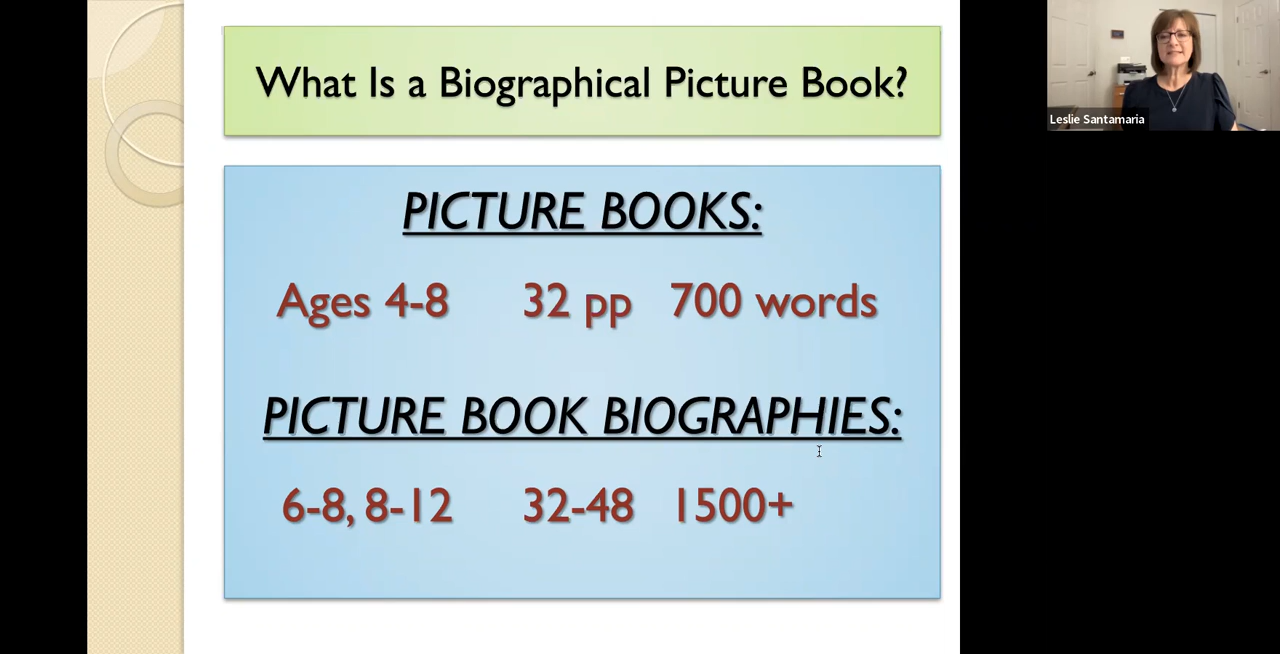 What Is a Biographical Picture Book?
PICTURE BOOKS:
Ages 4-8 32 pp 700 words
PICTURE BOOK BIOGRAPHIES:
6-8, 8-12 32-48 1500+
Leslie Santamaria